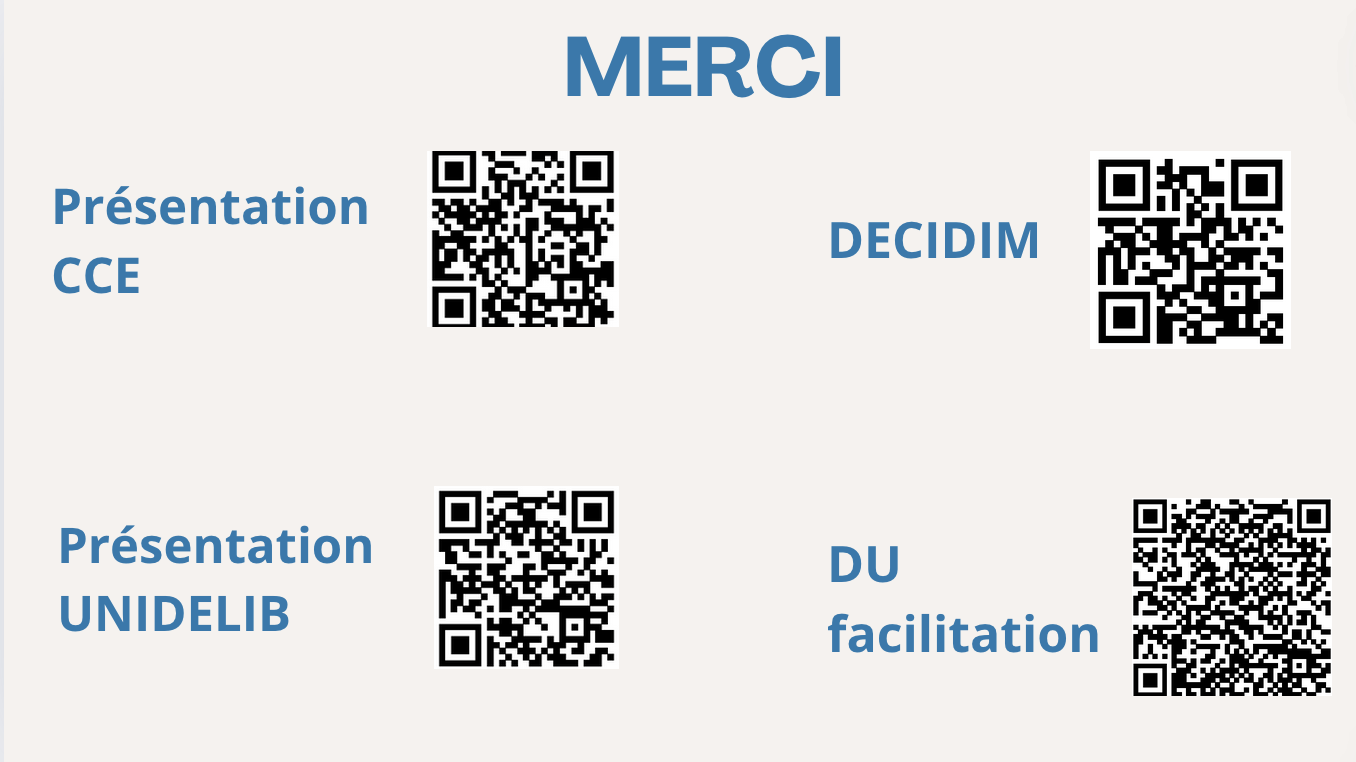 MERCI
Présentation
CCE
DECIDIM
Présentation
UNIDELIB
DU
facilitation